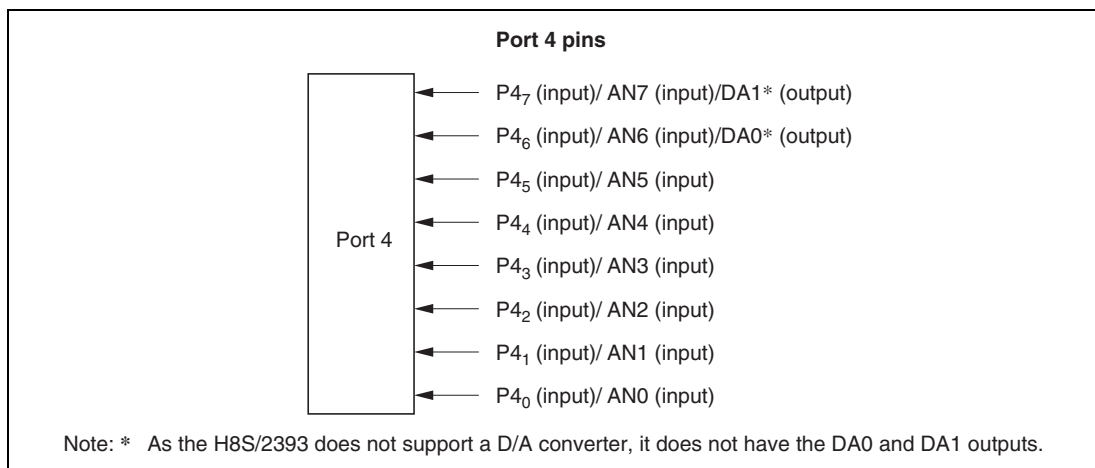 Port 4 pins
P4₇ (input)/ AN7 (input)/DA1* (output)
P4₆ (input)/ AN6 (input)/DA0* (output)
P4₅ (input)/ AN5 (input)
P4₄ (input)/ AN4 (input)
Port 4
P4₃ (input)/ AN3 (input)
P4₂ (input)/ AN2 (input)
P4₁ (input)/ AN1 (input)
P4₀ (input)/ AN0 (input)
Note: * As the H8S/2393 does not support a D/A converter, it does not have the DA0 and DA1 outputs.